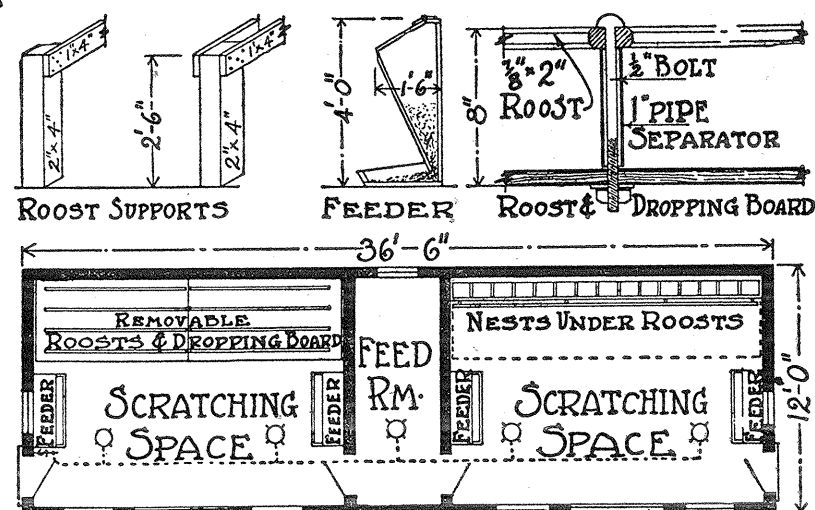 1"x4"
2"x4"
2'-6"
1"x4"
2"x4"
ROOST SUPPORTS
4'-0"
1'-6"
FEEDER
8"
7/8"x2"
ROOST
1/2" BOLT
1" PIPE
SEPARATOR
ROOST & DROPPING BOARD
36'-6"
REMOVABLE
ROOSTS & DROPPING BOARD
FEED
RM.
NESTS UNDER ROOSTS
12'-0"
FEEDER
SCRATCHING
SPACE
FEEDER
FEEDER
SCRATCHING
SPACE
FEEDER